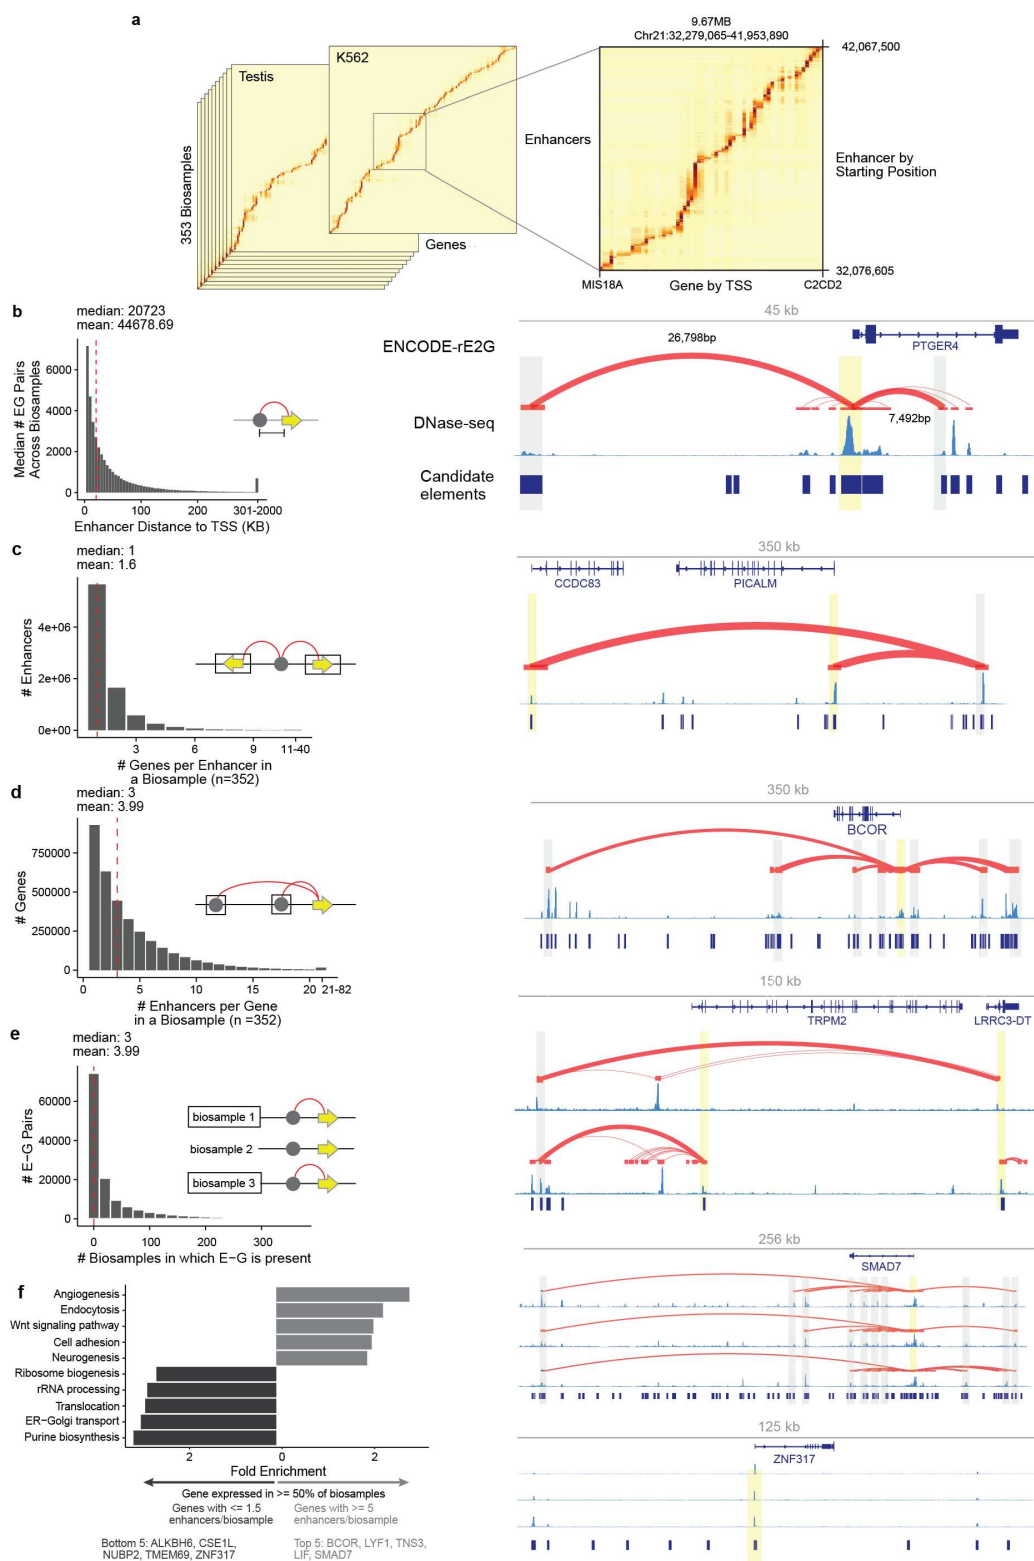 a
9.67MB
Chr21:32,279,065-41,953,890
Testis
K562
42,067,500
Enhancers
Enhancer by
Starting Position
353 Biosamples
Genes
32,076,605
MIS18A
Gene by TSS
C2CD2
b
median: 20723
mean: 44678.69
Median # EG Pairs
Across Biosamples
6000
4000
2000
0
0
100
200
301-2000
Enhancer Distance to TSS (KB)
45 kb
ENCODE-rE2G
26,798bp
PTGER4
DNase-seq
7,492bp
Candidate
elements
c
median: 1
mean: 1.6
# Enhancers
4e+06
2e+06
0e+00
3
6
9
11-40
# Genes per Enhancer in
a Biosample (n=352)
350 kb
CCDC83
PICALM
d
median: 3
mean: 3.99
# Genes
750000
500000
250000
0
0
5
10
15
20
21-82
# Enhancers per Gene
in a Biosample (n =352)
350 kb
BCOR
e
median: 3
mean: 3.99
# E-G Pairs
60000
40000
20000
0
0
100
200
300
# Biosamples in which E−G is present
biosample 1
biosample 2
biosample 3
150 kb
TRPM2
LRRC3-DT
256 kb
SMAD7
f
Angiogenesis
Endocytosis
Wnt signaling pathway
Cell adhesion
Neurogenesis
Ribosome biogenesis
rRNA processing
Translocation
ER−Golgi transport
Purine biosynthesis
2
0
2
Fold Enrichment
Gene expressed in >= 50% of biosamples
Genes with <= 1.5
enhancers/biosample
Genes with >= 5
enhancers/biosample
Bottom 5: ALKBH6, CSE1L,
NUBP2, TMEM69, ZNF317
Top 5: BCOR, LYF1, TNS3,
LIF, SMAD7
125 kb
ZNF317